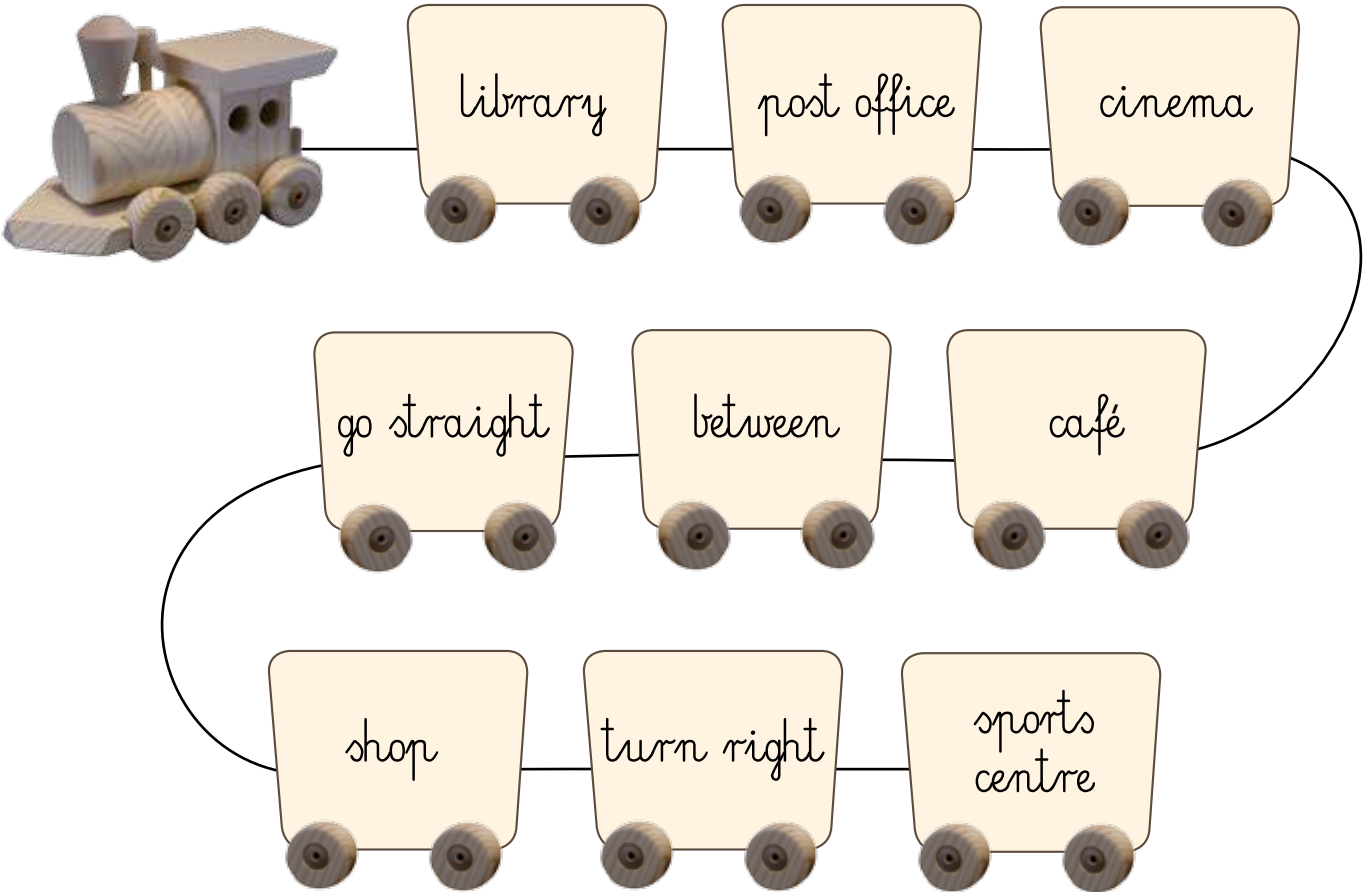 library
post office
cinema
go straight
between
café
shop
turn right
sports
centre